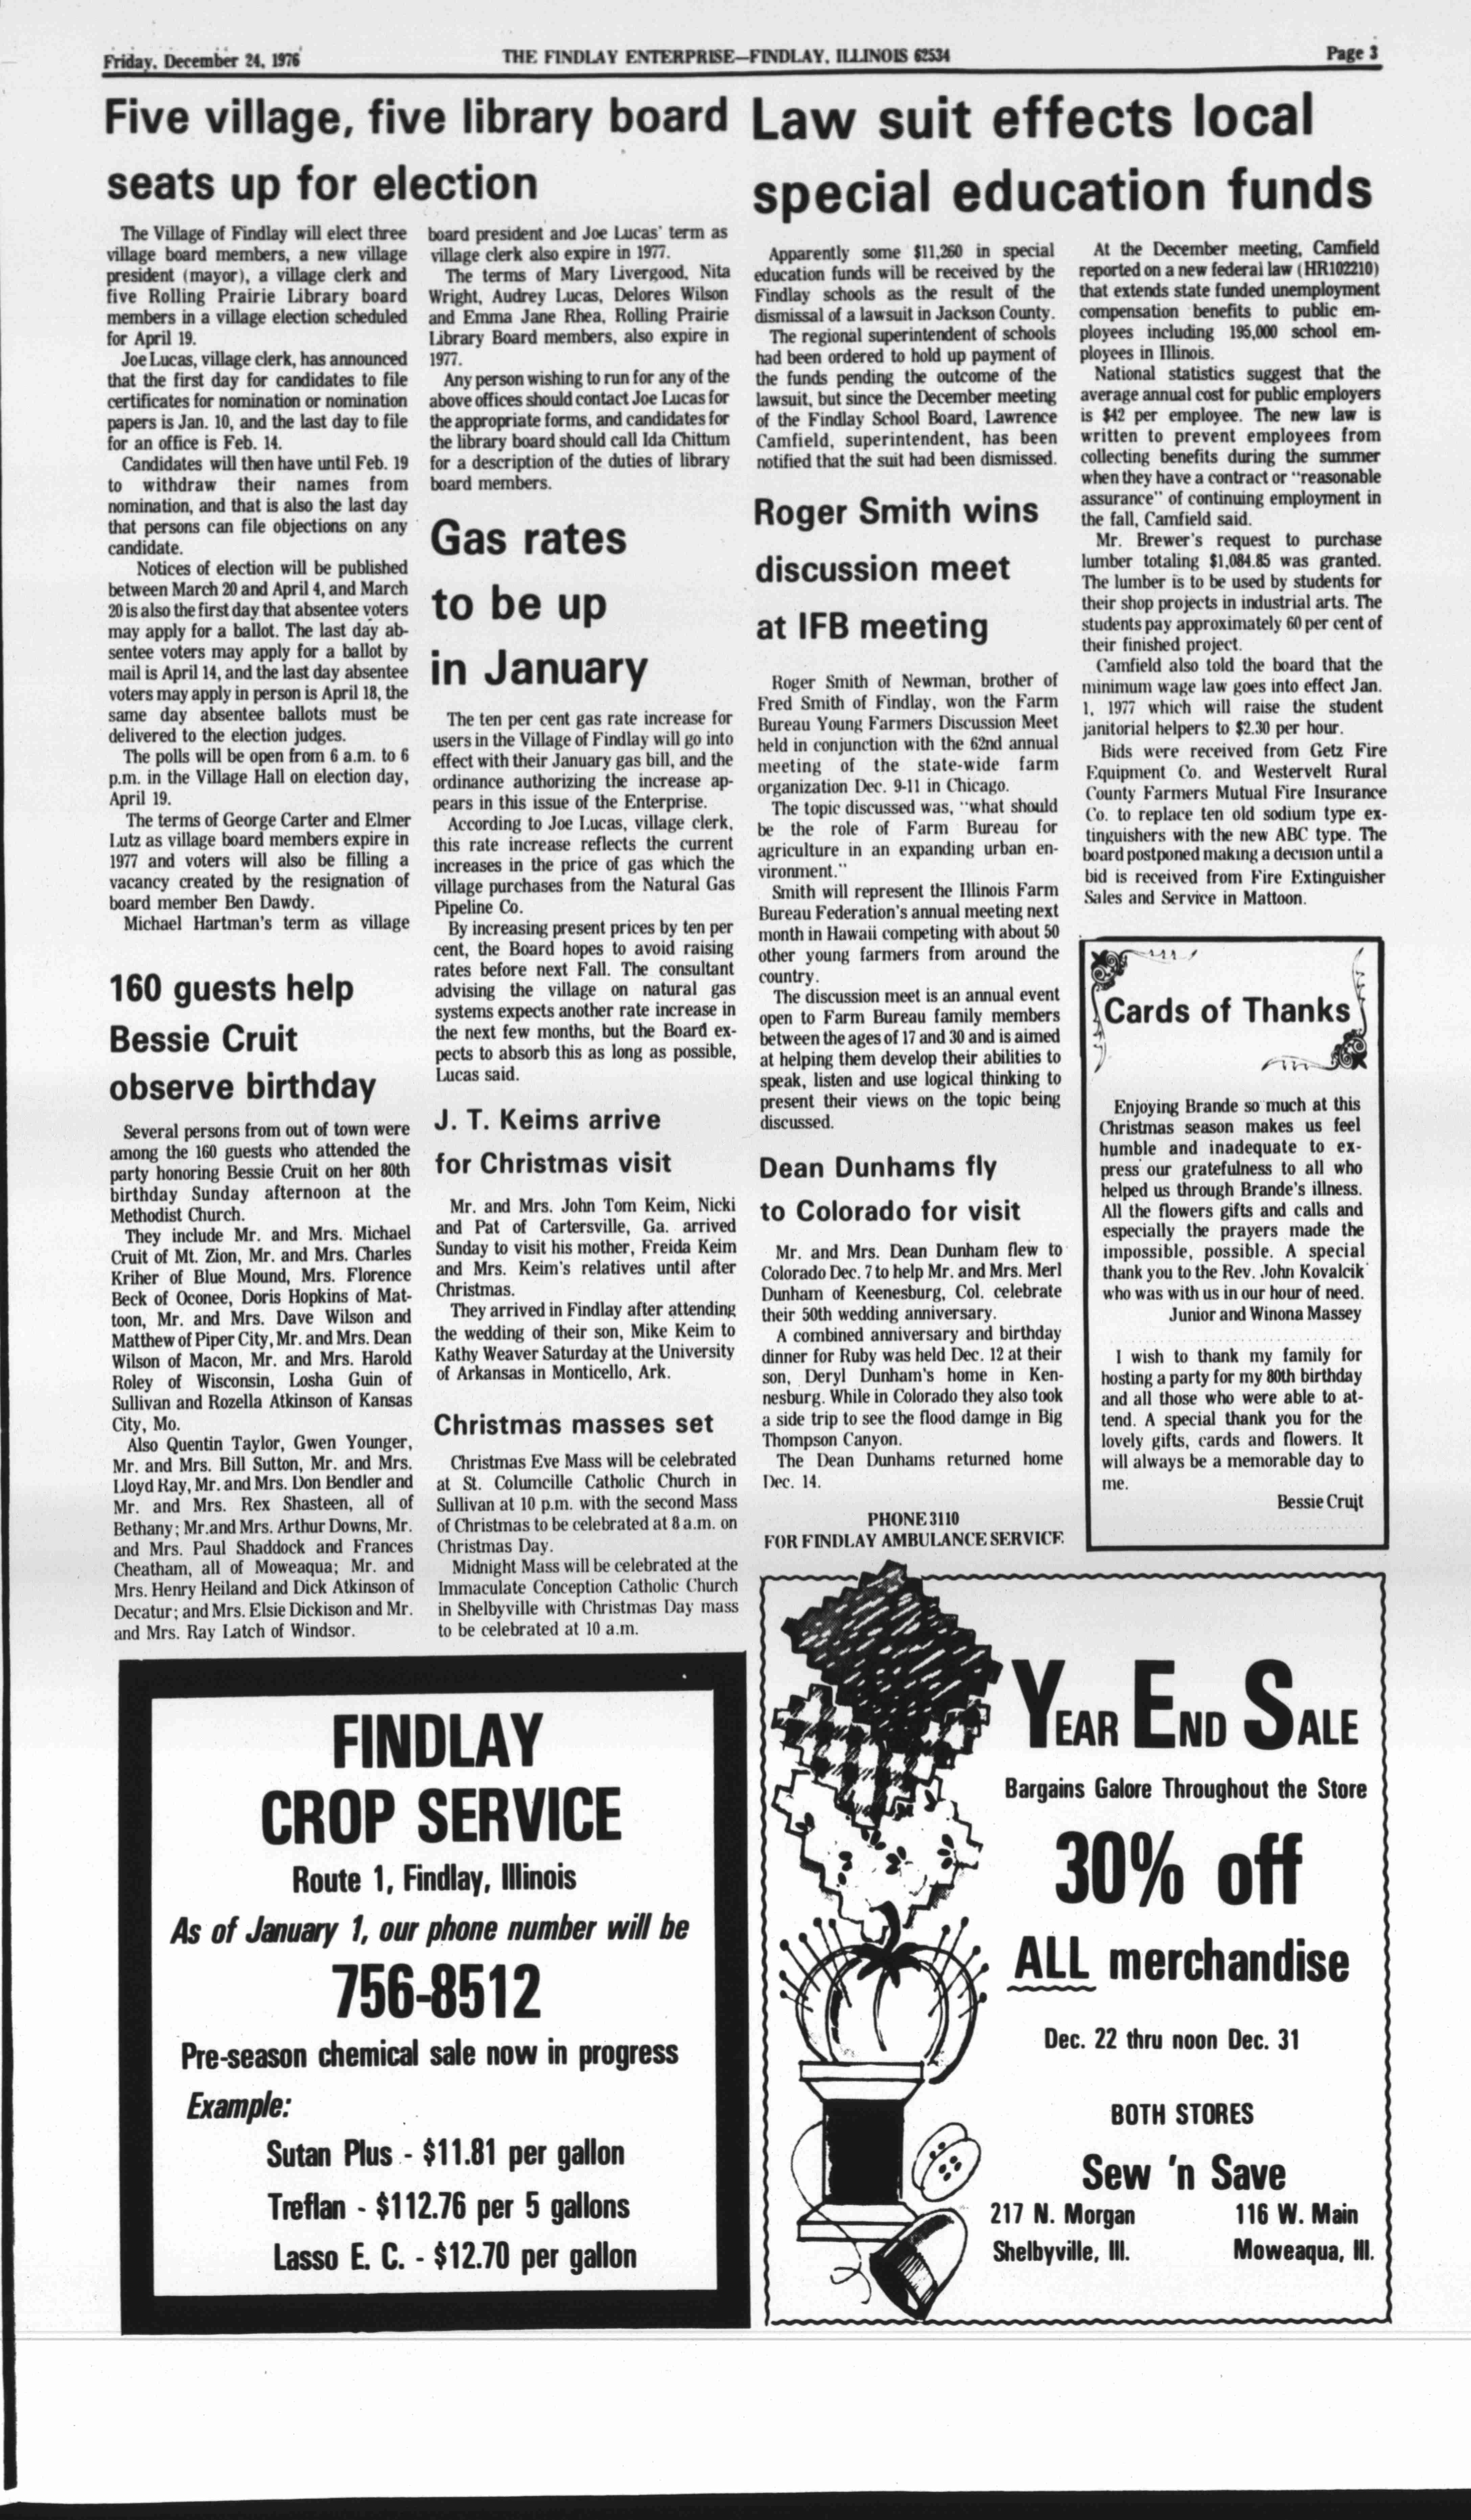 Friday, December 24, 1976
THE FINDLAY ENTERPRISE—FINDLAY, ILLINOIS 62534
Page 3
Five village, five library board
seats up for election
The Village of Findlay will elect three
village board members, a new village
president (mayor), a village clerk and
five Rolling Prairie Library board
members in a village election scheduled
for April 19.
Joe Lucas, village clerk, has announced
that the first day for candidates to file
certificates for nomination or nomination
papers is Jan. 10, and the last day to file
for an office is Feb. 14.
Candidates will then have until Feb. 19
to withdraw their names from
nomination, and that is also the last day
that persons can file objections on any
candidate.
Notices of election will be published
between March 20 and April 4, and March
20 is also the first day that absentee voters
may apply for a ballot. The last day ab-
sentee voters may apply for a ballot by
mail is April 14, and the last day absentee
voters may apply in person is April 18, the
same day absentee ballots must be
delivered to the election judges.
The polls will be open from 6 a.m. to 6
p.m. in the Village Hall on election day,
April 19.
The terms of George Carter and Elmer
Lutz as village board members expire in
1977 and voters will also be filling a
vacancy created by the resignation of
board member Ben Dawdy.
Michael Hartman's term as village
board president and Joe Lucas' term as
village clerk also expire in 1977.
The terms of Mary Livergood, Nita
Wright, Audrey Lucas, Delores Wilson
and Emma Jane Rhea, Rolling Prairie
Library Board members, also expire in
1977.
Any person wishing to run for any of the
above offices should contact Joe Lucas for
the appropriate forms, and candidates for
the library board should call Ida Chittum
for a description of the duties of library
board members.
160 guests help
Bessie Cruit
observe birthday
Several persons from out of town were
among the 160 guests who attended the
party honoring Bessie Cruit on her 80th
birthday Sunday afternoon at the
Methodist Church.
They include Mr. and Mrs. Michael
Cruit of Mt. Zion, Mr. and Mrs. Charles
Kriher of Blue Mound, Mrs. Florence
Beck of Oconee, Doris Hopkins of Mat-
toon, Mr. and Mrs. Dave Wilson and
Matthew of Piper City, Mr. and Mrs. Dean
Wilson of Macon, Mr. and Mrs. Harold
Roley of Wisconsin, Losha Guin of
Sullivan and Rozella Atkinson of Kansas
City, Mo.
Also Quentin Taylor, Gwen Younger,
Mr. and Mrs. Bill Sutton, Mr. and Mrs.
Lloyd Ray, Mr. and Mrs. Don Bendler and
Mr. and Mrs. Rex Shasteen, all of
Bethany; Mr.and Mrs. Arthur Downs, Mr.
and Mrs. Paul Shaddock and Frances
Cheatham, all of Moweaqua; Mr. and
Mrs. Henry Heiland and Dick Atkinson of
Decatur; and Mrs. Elsie Dickison and Mr.
and Mrs. Ray Latch of Windsor.
Gas rates
to be up
in January
The ten per cent gas rate increase for
users in the Village of Findlay will go into
effect with their January gas bill, and the
ordinance authorizing the increase ap-
pears in this issue of the Enterprise.
According to Joe Lucas, village clerk,
this rate increase reflects the current
increases in the price of gas which the
village purchases from the Natural Gas
Pipeline Co.
By increasing present prices by ten per
cent, the Board hopes to avoid raising
rates before next Fall. The consultant
advising the village on natural gas
systems expects another rate increase in
the next few months, but the Board ex-
pects to absorb this as long as possible,
Lucas said.
J. T. Keims arrive
for Christmas visit
Mr. and Mrs. John Tom Keim, Nicki
and Pat of Cartersville, Ga. arrived
Sunday to visit his mother, Freida Keim
and Mrs. Keim's relatives until after
Christmas.
They arrived in Findlay after attending
the wedding of their son, Mike Keim to
Kathy Weaver Saturday at the University
of Arkansas in Monticello, Ark.
Christmas masses set
Christmas Eve Mass will be celebrated
at St. Columcille Catholic Church in
Sullivan at 10 p.m. with the second Mass
of Christmas to be celebrated at 8 a.m. on
Christmas Day.
Midnight Mass will be celebrated at the
Immaculate Conception Catholic Church
in Shelbyville with Christmas Day mass
to be celebrated at 10 a.m.
Law suit effects local
special education funds
Apparently some $11,260 in special
education funds will be received by the
Findlay schools as the result of the
dismissal of a lawsuit in Jackson County.
The regional superintendent of schools
had been ordered to hold up payment of
the funds pending the outcome of the
lawsuit, but since the December meeting
of the Findlay School Board, Lawrence
Camfield, superintendent, has been
notified that the suit had been dismissed.
At the December meeting, Camfield
reported on a new federal law (HR102210)
that extends state funded unemployment
compensation benefits to public em-
ployees including 195,000 school em-
ployees in Illinois.
National statistics suggest that the
average annual cost for public employers
is $42 per employee. The new law is
written to prevent employees from
collecting benefits during the summer
when they have a contract or "reasonable
assurance" of continuing employment in
the fall, Camfield said.
Mr. Brewer's request to purchase
lumber totaling $1,084.85 was granted.
The lumber is to be used by students for
their shop projects in industrial arts. The
students pay approximately 60 per cent of
their finished project.
Camfield also told the board that the
minimum wage law goes into effect Jan.
1, 1977 which will raise the student
janitorial helpers to $2.30 per hour.
Bids were received from Getz Fire
Equipment Co. and Westervelt Rural
County Farmers Mutual Fire Insurance
Co. to replace ten old sodium type ex-
tinguishers with the new ABC type. The
board postponed making a decision until a
bid is received from Fire Extinguisher
Sales and Service in Mattoon.
Roger Smith wins
discussion meet
at IFB meeting
Roger Smith of Newman, brother of
Fred Smith of Findlay, won the Farm
Bureau Young Farmers Discussion Meet
held in conjunction with the 62nd annual
meeting of the state-wide farm
organization Dec. 9-11 in Chicago.
The topic discussed was, "what should
be the role of Farm Bureau for
agriculture in an expanding urban en-
vironment."
Smith will represent the Illinois Farm
Bureau Federation's annual meeting next
month in Hawaii competing with about 50
other young farmers from around the
country.
The discussion meet is an annual event
open to Farm Bureau family members
between the ages of 17 and 30 and is aimed
at helping them develop their abilities to
speak, listen and use logical thinking to
present their views on the topic being
discussed.
Dean Dunhams fly
to Colorado for visit
Mr. and Mrs. Dean Dunham flew to
Colorado Dec. 7 to help Mr. and Mrs. Merl
Dunham of Keenesburg, Col. celebrate
their 50th wedding anniversary.
A combined anniversary and birthday
dinner for Ruby was held Dec. 12 at their
son, Deryl Dunham's home in Ken-
nesburg. While in Colorado they also took
a side trip to see the flood damge in Big
Thompson Canyon.
The Dean Dunhams returned home
Dec. 14.
PHONE 3110
FOR FINDLAY AMBULANCE SERVICE
Cards of Thanks
Enjoying Brande so much at this
Christmas season makes us feel
humble and inadequate to ex-
press our gratefulness to all who
helped us through Brande's illness.
All the flowers gifts and calls and
especially the prayers made the
impossible, possible. A special
thank you to the Rev. John Kovalcik
who was with us in our hour of need.
Junior and Winona Massey
I wish to thank my family for
hosting a party for my 80th birthday
and all those who were able to at-
tend. A special thank you for the
lovely gifts, cards and flowers. It
will always be a memorable day to
me.
Bessie Cruit
FINDLAY
CROP SERVICE
Route 1, Findlay, Illinois
As of January 1, our phone number will be
756-8512
Pre-season chemical sale now in progress
Example:
Sutan Plus - $11.81 per gallon
Treflan - $112.76 per 5 gallons
Lasso E. C. - $12.70 per gallon
YEAR END SALE
Bargains Galore Throughout the Store
30% off
ALL merchandise
Dec. 22 thru noon Dec. 31
BOTH STORES
Sew 'n Save
217 N. Morgan 116 W. Main
Shelbyville, Ill. Moweaqua, Ill.